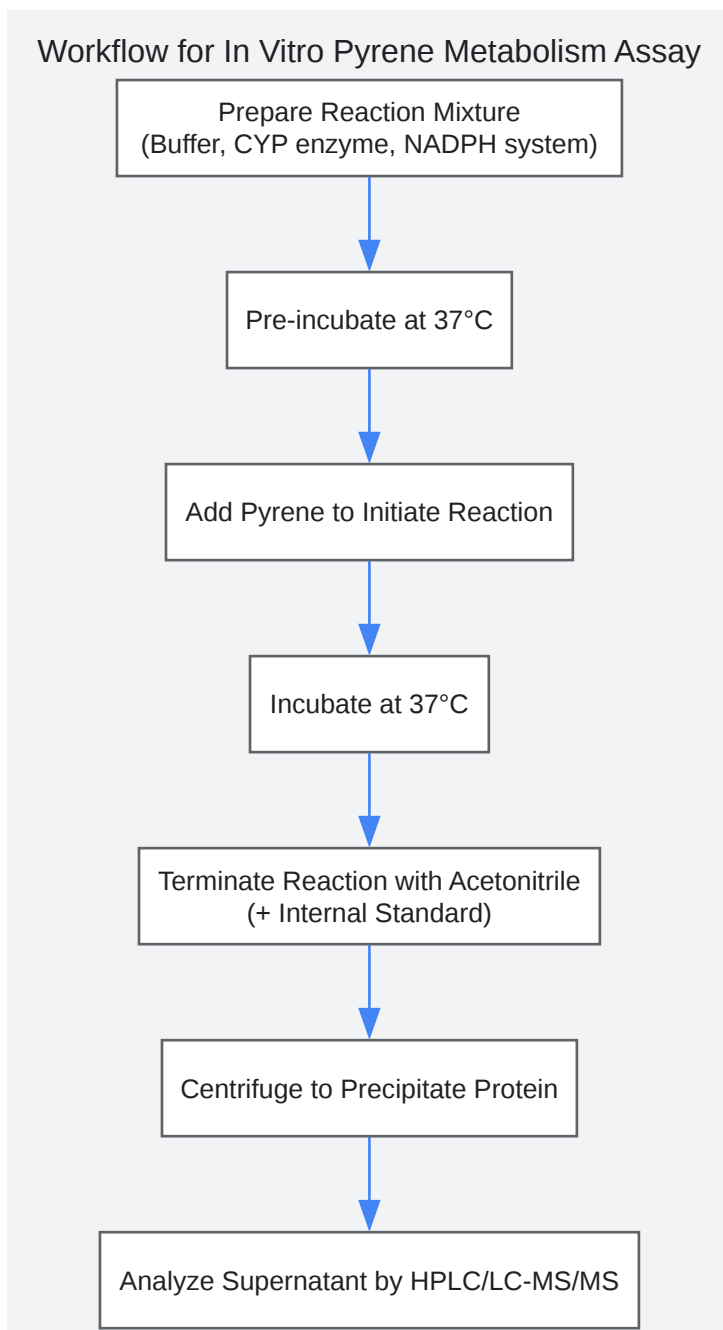 Workflow for In Vitro Pyrene Metabolism Assay
Prepare Reaction Mixture
(Buffer, CYP enzyme, NADPH system)
Pre-incubate at 37°C
Add Pyrene to Initiate Reaction
Incubate at 37°C
Terminate Reaction with Acetonitrile
(+ Internal Standard)
Centrifuge to Precipitate Protein
Analyze Supernatant by HPLC/LC-MS/MS